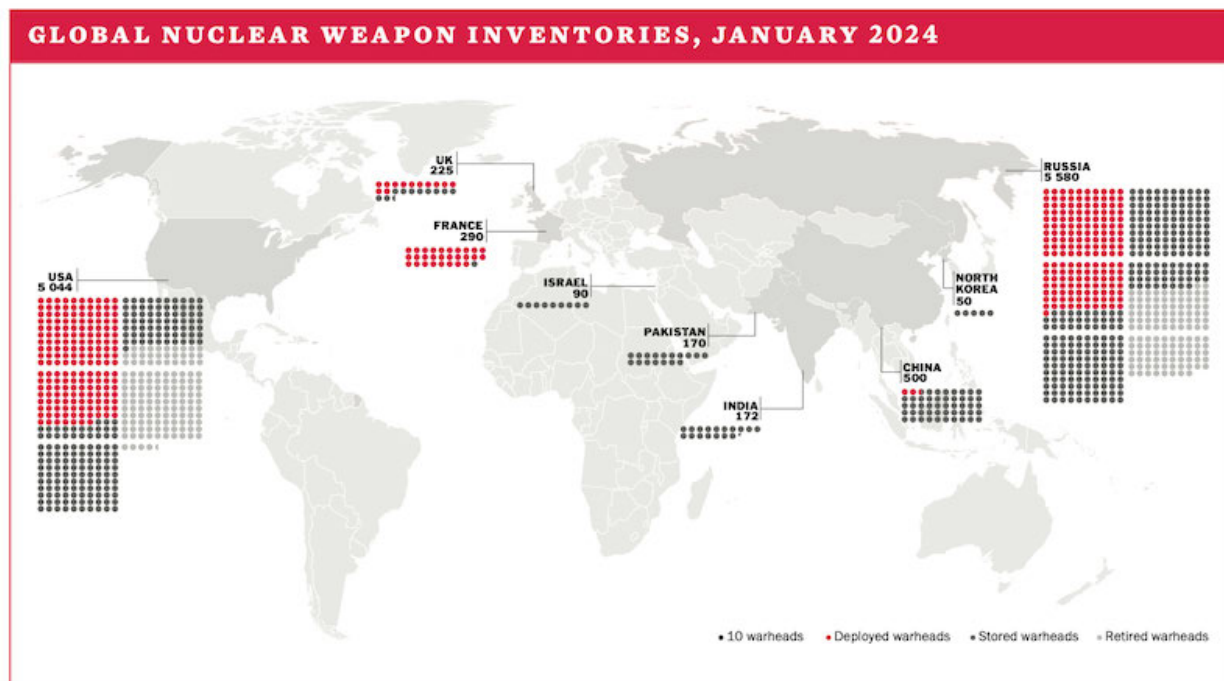 GLOBAL NUCLEAR WEAPON INVENTORIES, JANUARY 2024
UK
225
RUSSIA
5 580
FRANCE
290
USA
5 044
ISRAEL
90
NORTH
KOREA
50
PAKISTAN
170
CHINA
500
INDIA
172
10 warheads
Deployed warheads
Stored warheads
Retired warheads